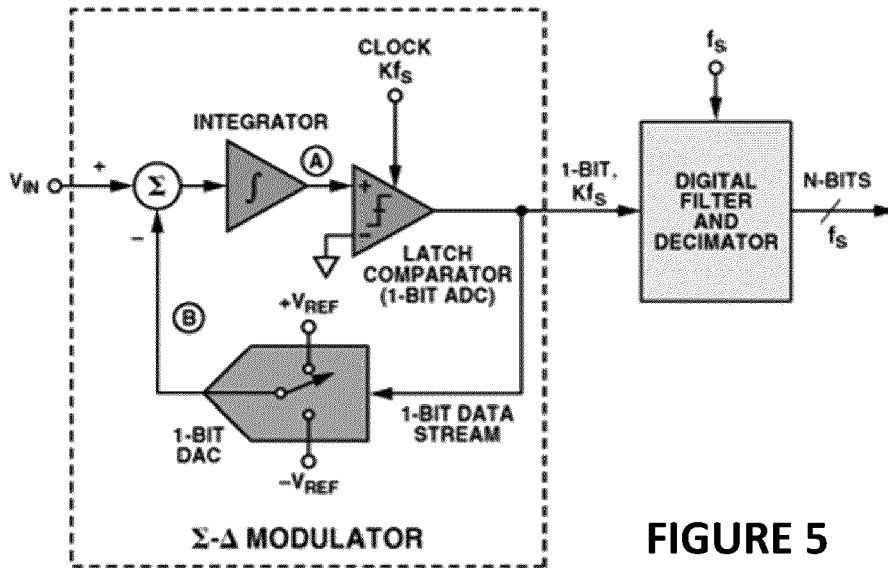 CLOCK
Kfs
fs
INTEGRATOR
A
VIN
+
Σ
–
∫
+
–
1-BIT,
Kfs
DIGITAL
FILTER
AND
DECIMATOR
N-BITS
fs
LATCH
COMPARATOR
(1-BIT ADC)
B
+VREF
1-BIT
DAC
1-BIT DATA
STREAM
–VREF
Σ-Δ MODULATOR
FIGURE 5